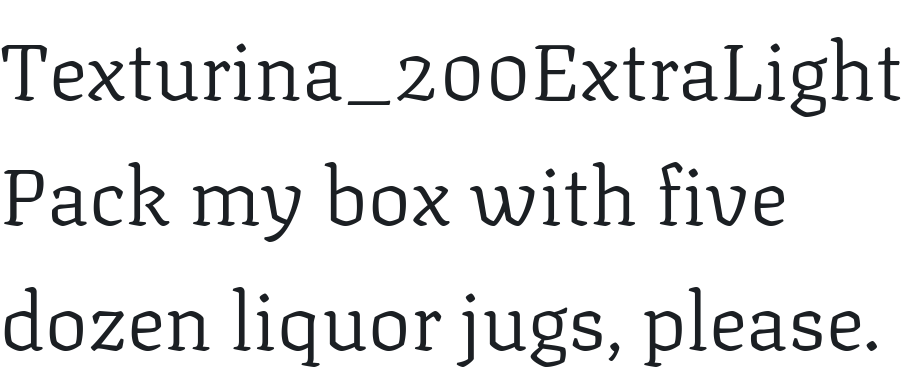 Texturina_200ExtraLight
Pack my box with five
dozen liquor jugs, please.